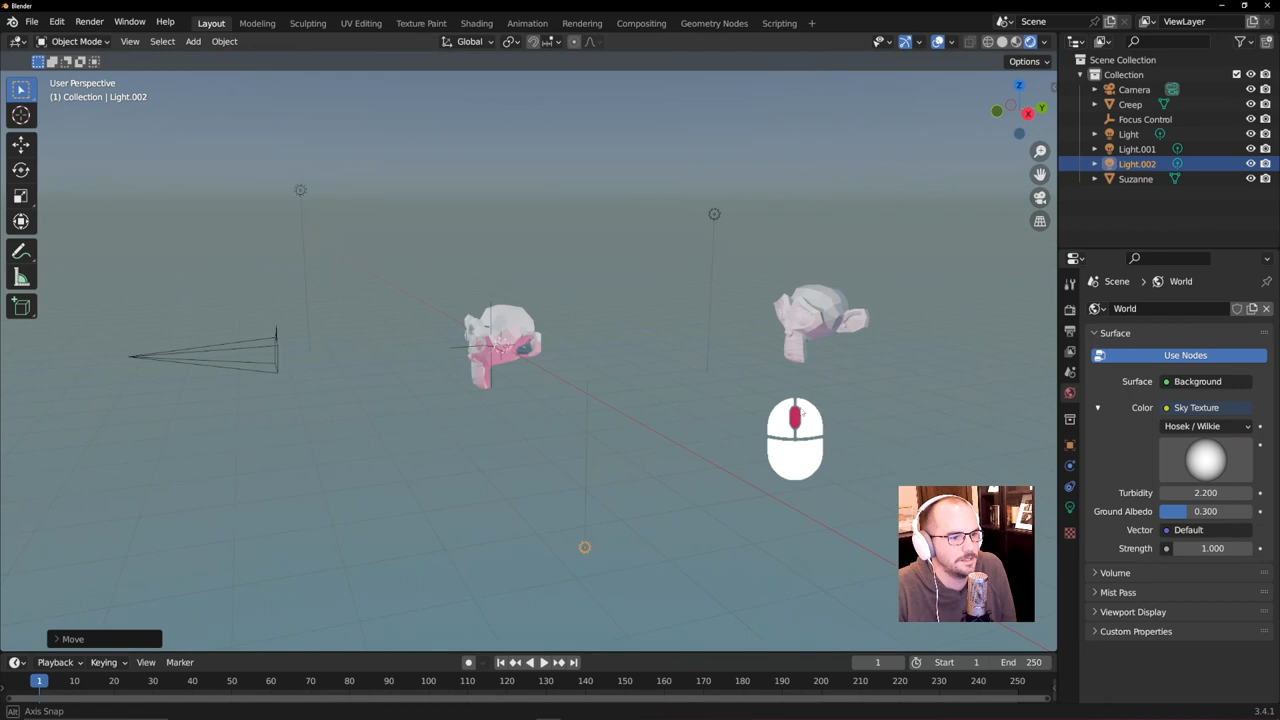 Blender
File Edit Render Window Help
Layout Modeling Sculpting UV Editing Texture Paint Shading Animation Rendering Compositing Geometry Nodes Scripting +
Scene
ViewLayer
Object Mode View Select Add Object
Global
Options
User Perspective
(1) Collection | Light.002
Z
Y
X
Scene Collection
Collection
Camera
Creep
Focus Control
Light
Light.001
Light.002
Suzanne
Scene > World
World
Surface
Use Nodes
Surface Background
Color Sky Texture
Hosek / Wilkie
Turbidity 2.200
Ground Albedo 0.300
Vector Default
Strength 1.000
Volume
Mist Pass
Viewport Display
Custom Properties
Move
Playback Keying View Marker
1 Start 1 End 250
1 10 20 30 40 50 60 70 80 90 100 110 120 130 140 150 160 170 180 190 200 210 220 230 240 250
Alt Axis Snap
3.4.1